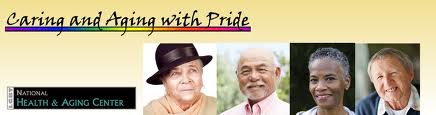 Caring and Aging with Pride
LGBT
NATIONAL
HEALTH & AGING CENTER